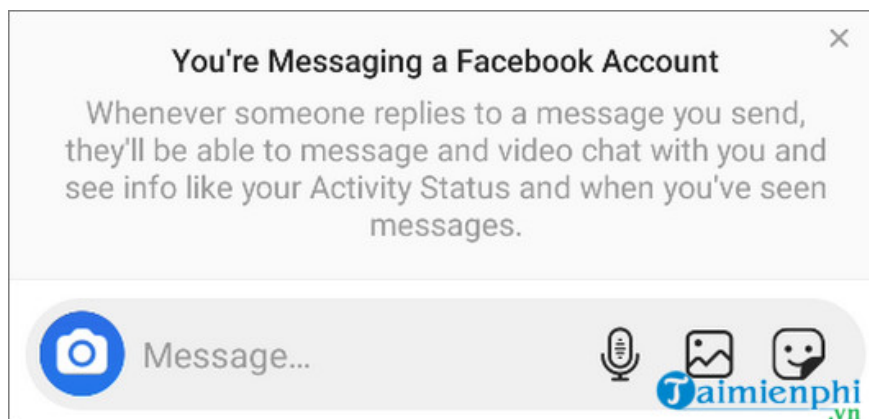 You're Messaging a Facebook Account
Whenever someone replies to a message you send,
they'll be able to message and video chat with you and
see info like your Activity Status and when you've seen
messages.
Message...
Taimienphi
.vn